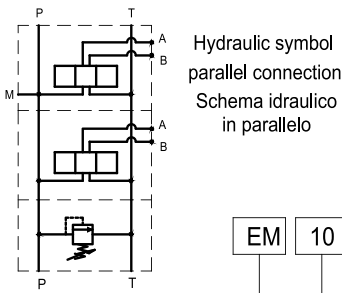 P T
A
B
M
A
B
P T
Hydraulic symbol
parallel connection
Schema idraulico
in parallelo
EM 10